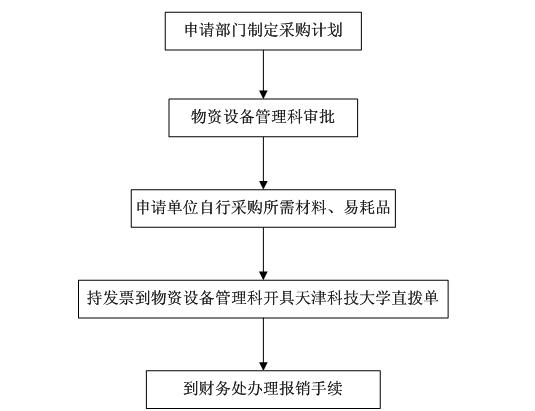 申请部门制定采购计划
物资设备管理科审批
申请单位自行采购所需材料、易耗品
持发票到物资设备管理科开具天津科技大学直拨单
到财务处办理报销手续